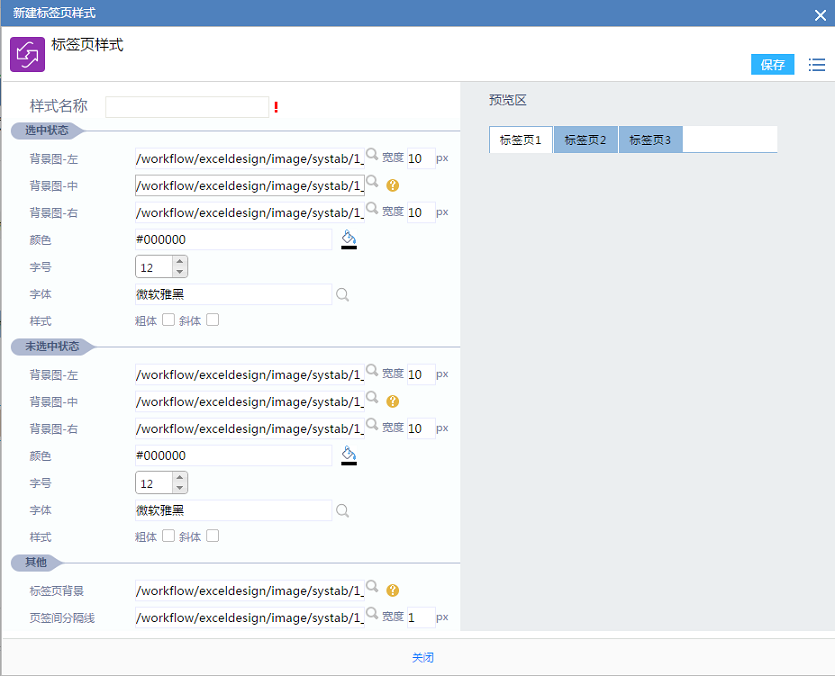 新建标签页样式
标签页样式
保存
样式名称 !
预览区
标签页1 标签页2 标签页3
选中状态
背景图-左 /workflow/exceldesign/image/systab/1_ 宽度 10 px
背景图-中 /workflow/exceldesign/image/systab/1_ ?
背景图-右 /workflow/exceldesign/image/systab/1_ 宽度 10 px
颜色 #000000
字号 12
字体 微软雅黑
样式 粗体 斜体
未选中状态
背景图-左 /workflow/exceldesign/image/systab/1_ 宽度 10 px
背景图-中 /workflow/exceldesign/image/systab/1_ ?
背景图-右 /workflow/exceldesign/image/systab/1_ 宽度 10 px
颜色 #000000
字号 12
字体 微软雅黑
样式 粗体 斜体
其他
标签页背景 /workflow/exceldesign/image/systab/1_ ?
页签间分隔线 /workflow/exceldesign/image/systab/1_ 宽度 1 px
关闭